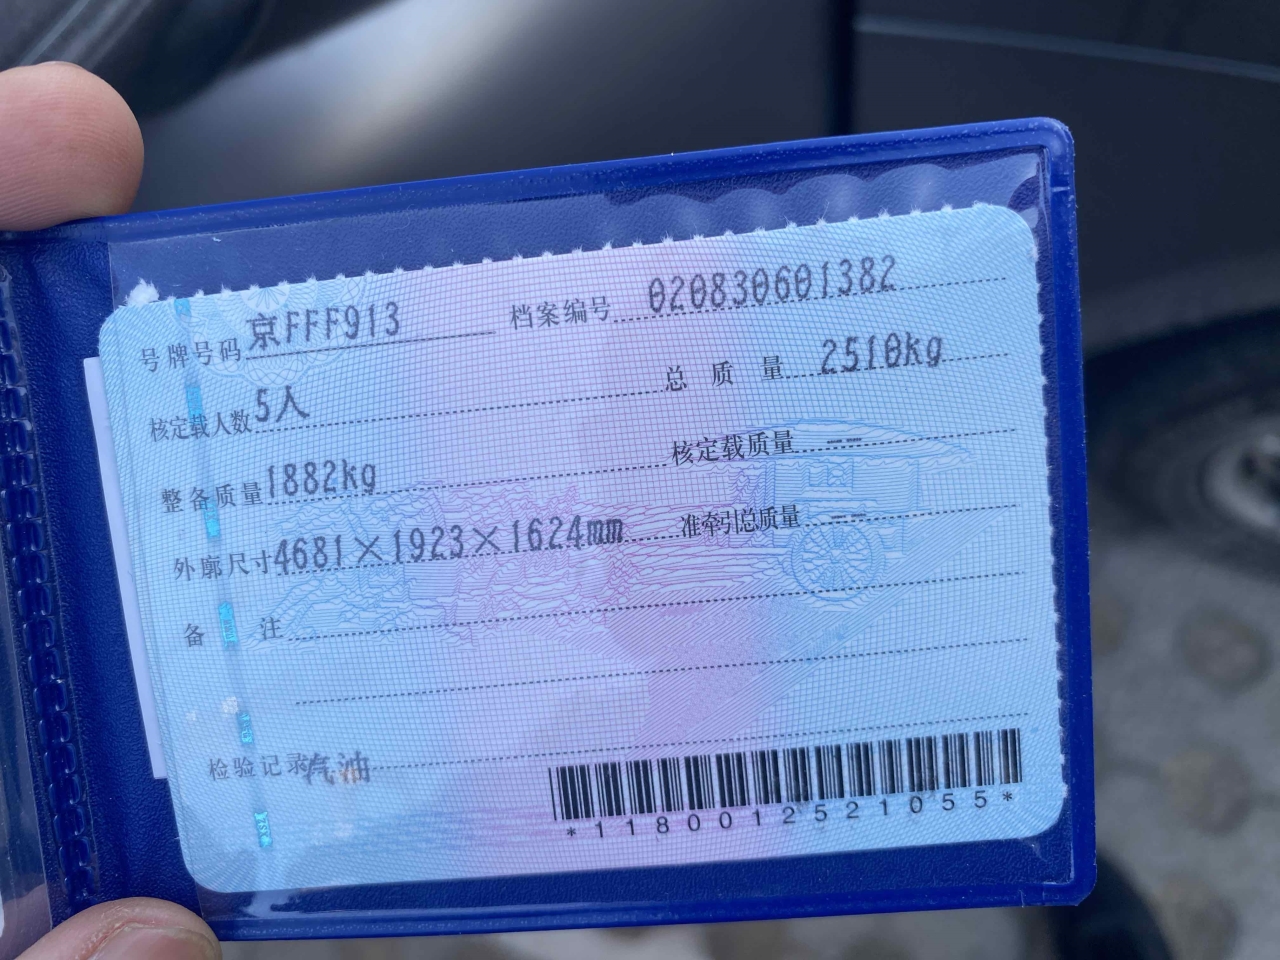 号牌号码 京FFF913 档案编号 020830601382
核定载人数 5人 总质量 2510kg
整备质量 1882kg 核定载质量 -- --
外廓尺寸 4681×1923×1624mm 准牵引总质量 -- --
备注
检验记录 汽油
*1180012521055*